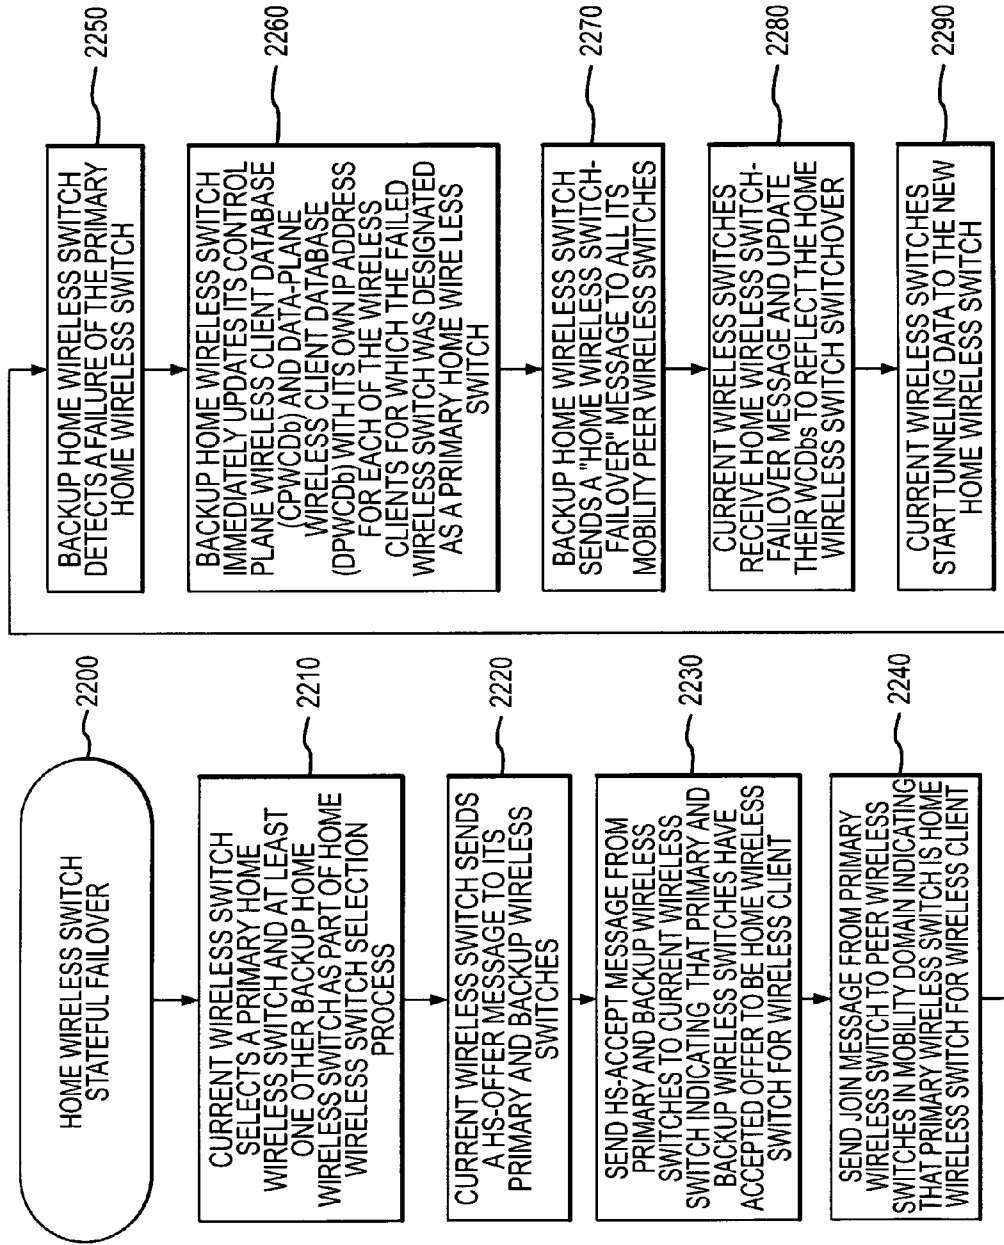 HOME WIRELESS SWITCH
STATEFUL FAILOVER
2200
CURRENT WIRELESS SWITCH
SELECTS A PRIMARY HOME
WIRELESS SWITCH AND AT LEAST
ONE OTHER BACKUP HOME
WIRELESS SWITCH AS PART OF HOME
WIRELESS SWITCH SELECTION
PROCESS
2210
CURRENT WIRELESS SWITCH SENDS
A HS-OFFER MESSAGE TO ITS
PRIMARY AND BACKUP WIRELESS
SWITCHES
2220
SEND HS-ACCEPT MESSAGE FROM
PRIMARY AND BACKUP WIRELESS
SWITCHES TO CURRENT WIRELESS
SWITCH INDICATING THAT PRIMARY AND
BACKUP WIRELESS SWITCHES HAVE
ACCEPTED OFFER TO BE HOME WIRELESS
SWITCH FOR WIRELESS CLIENT
2230
SEND JOIN MESSAGE FROM PRIMARY
WIRELESS SWITCH TO PEER WIRELESS
SWITCHES IN MOBILITY DOMAIN INDICATING
THAT PRIMARY WIRELESS SWITCH IS HOME
WIRELESS SWITCH FOR WIRELESS CLIENT
2240
BACKUP HOME WIRELESS SWITCH
DETECTS A FAILURE OF THE PRIMARY
HOME WIRELESS SWITCH
2250
BACKUP HOME WIRELESS SWITCH
IMMEDIATELY UPDATES ITS CONTROL
PLANE WIRELESS CLIENT DATABASE
(CPWCDb) AND DATA-PLANE
WIRELESS CLIENT DATABASE
(DPWCDb) WITH ITS OWN IP ADDRESS
FOR EACH OF THE WIRELESS
CLIENTS FOR WHICH THE FAILED
WIRELESS SWITCH WAS DESIGNATED
AS A PRIMARY HOME WIRE LESS
SWITCH
2260
BACKUP HOME WIRELESS SWITCH
SENDS A "HOME WIRELESS SWITCH-
FAILOVER" MESSAGE TO ALL ITS
MOBILITY PEER WIRELESS SWITCHES
2270
CURRENT WIRELESS SWITCHES
RECEIVE HOME WIRELESS SWITCH-
FAILOVER MESSAGE AND UPDATE
THEIR WCDbs TO REFLECT THE HOME
WIRELESS SWITCH SWITCHOVER
2280
CURRENT WIRELESS SWITCHES
START TUNNELING DATA TO THE NEW
HOME WIRELESS SWITCH
2290